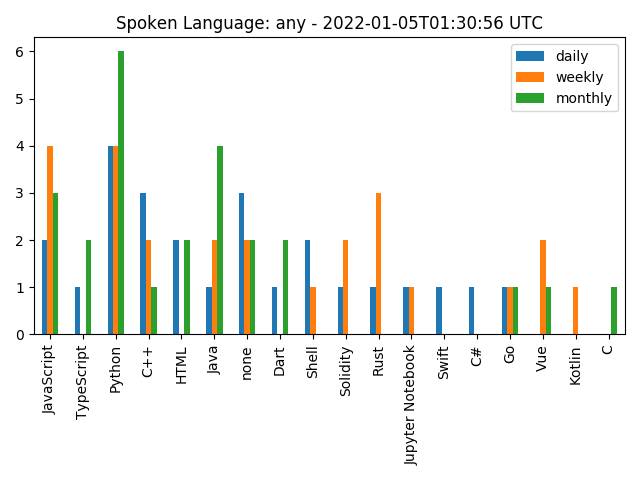 Spoken Language: any - 2022-01-05T01:30:56 UTC
daily
weekly
monthly
6
5
4
3
2
1
0
JavaScript
TypeScript
Python
C++
HTML
Java
none
Dart
Shell
Solidity
Rust
Jupyter Notebook
Swift
C#
Go
Vue
Kotlin
C